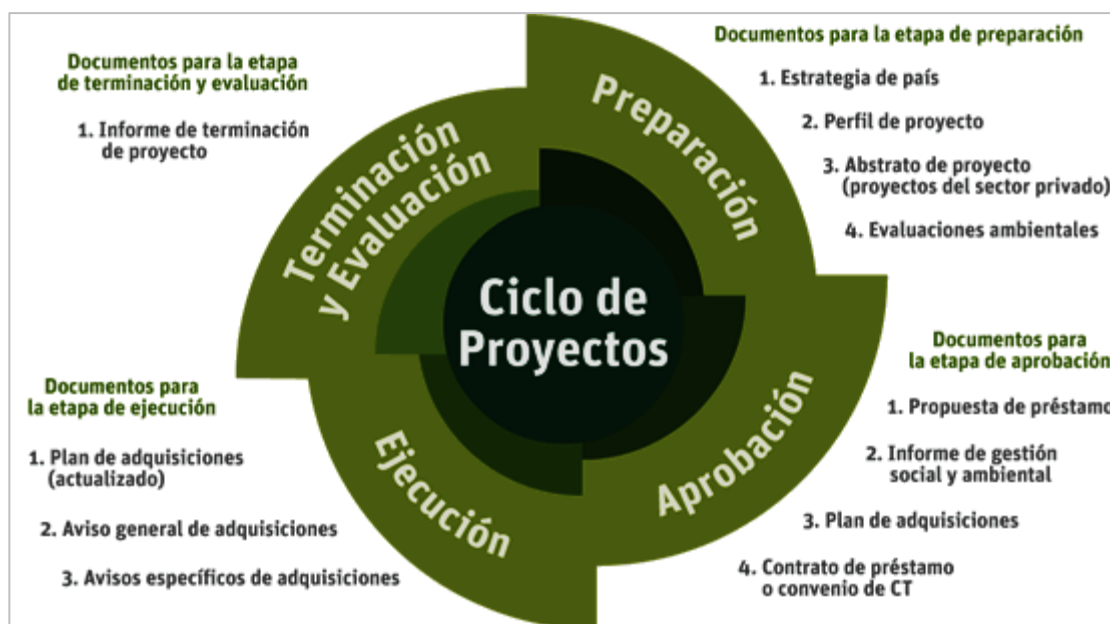 Ciclo de
Proyectos
Preparación
Documentos para la etapa de preparación
1. Estrategia de país
2. Perfil de proyecto
3. Abstrato de proyecto
(proyectos del sector privado)
4. Evaluaciones ambientales
Aprobación
Documentos para
la etapa de aprobación
1. Propuesta de préstamo
2. Informe de gestión
social y ambiental
3. Plan de adquisiciones
4. Contrato de préstamo
o convenio de CT
Ejecución
Documentos para
la etapa de ejecución
1. Plan de adquisiciones
(actualizado)
2. Aviso general de adquisiciones
3. Avisos específicos de adquisiciones
Terminación
y Evaluación
Documentos para la etapa
de terminación y evaluación
1. Informe de terminación
de proyecto